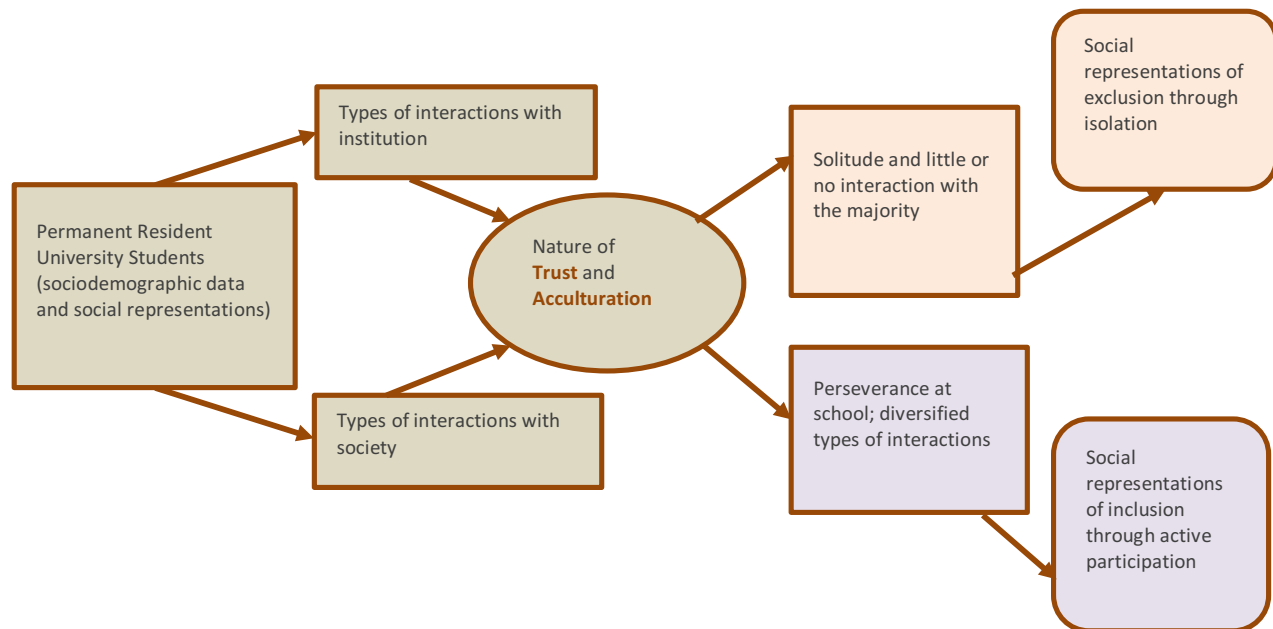 Permanent Resident
University Students
(sociodemographic data
and social representations)
Types of interactions with
institution
Types of interactions with
society
Nature of
Trust and
Acculturation
Solitude and little or
no interaction with
the majority
Social
representations of
exclusion through
isolation
Perseverance at
school; diversified
types of interactions
Social
representations
of inclusion
through active
participation